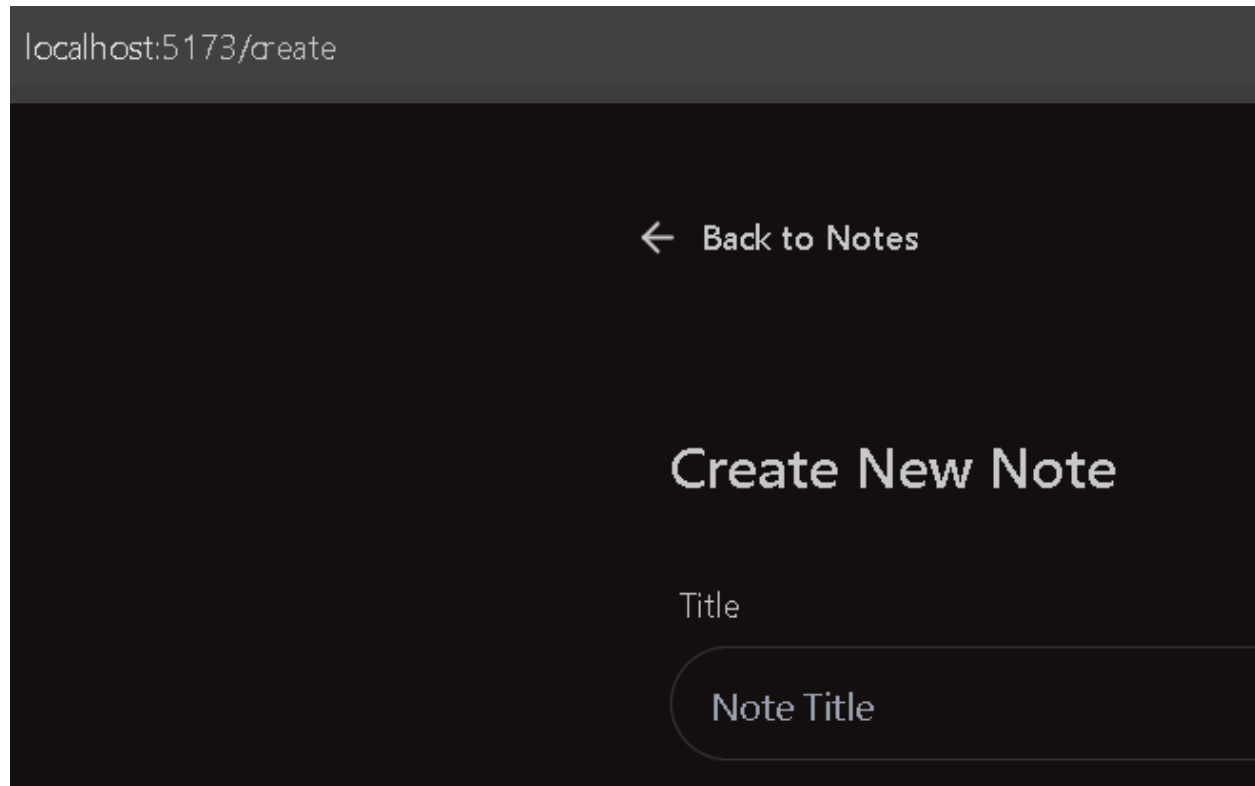 localhost:5173/create
Back to Notes
Create New Note
Title
Note Title